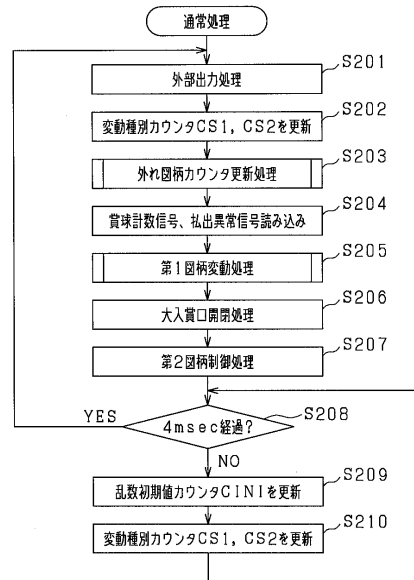 通常処理
外部出力処理
S201
変動種別カウンタCS1，CS2を更新
S202
外れ図柄カウンタ更新処理
S203
賞球計数信号、払出異常信号読み込み
S204
第1図柄変動処理
S205
大入賞口開閉処理
S206
第2図柄制御処理
S207
YES
4msec経過?
S208
NO
乱数初期値カウンタCINIを更新
S209
変動種別カウンタCS1，CS2を更新
S210